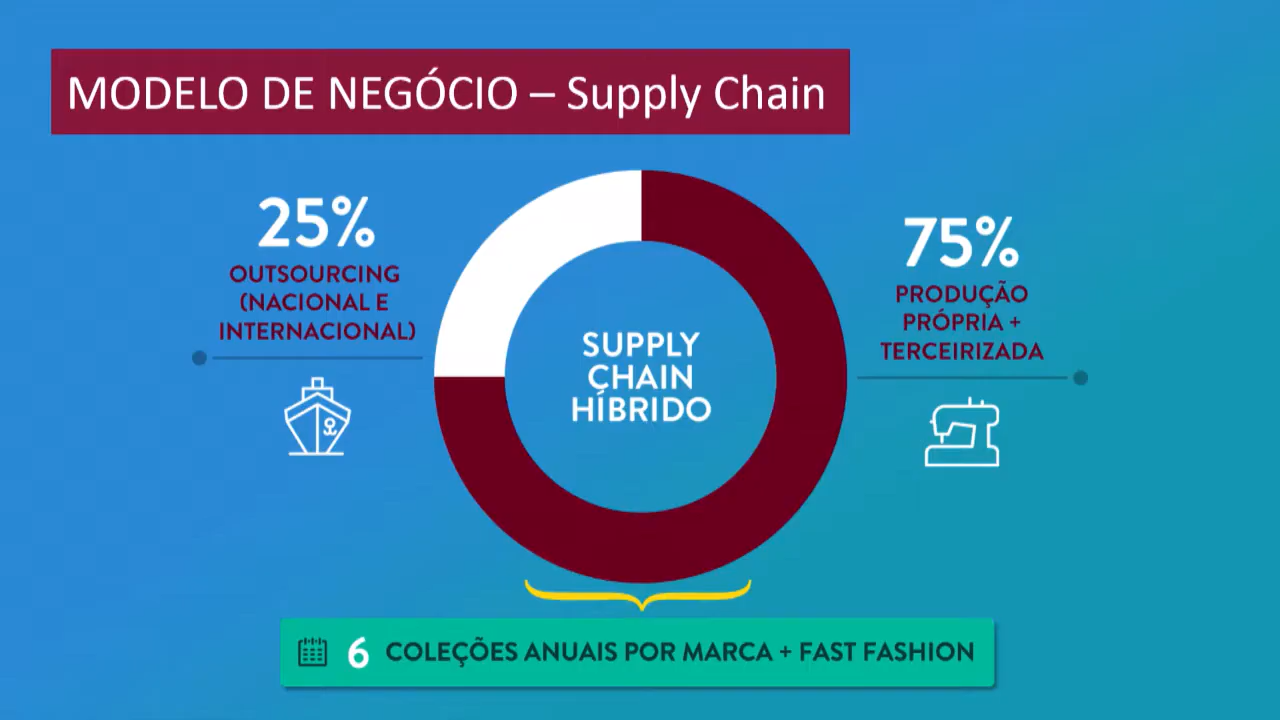 MODELO DE NEGÓCIO – Supply Chain
25%
OUTSOURCING
(NACIONAL E
INTERNACIONAL)
75%
PRODUÇÃO
PRÓPRIA +
TERCEIRIZADA
SUPPLY
CHAIN
HÍBRIDO
6 COLEÇÕES ANUAIS POR MARCA + FAST FASHION